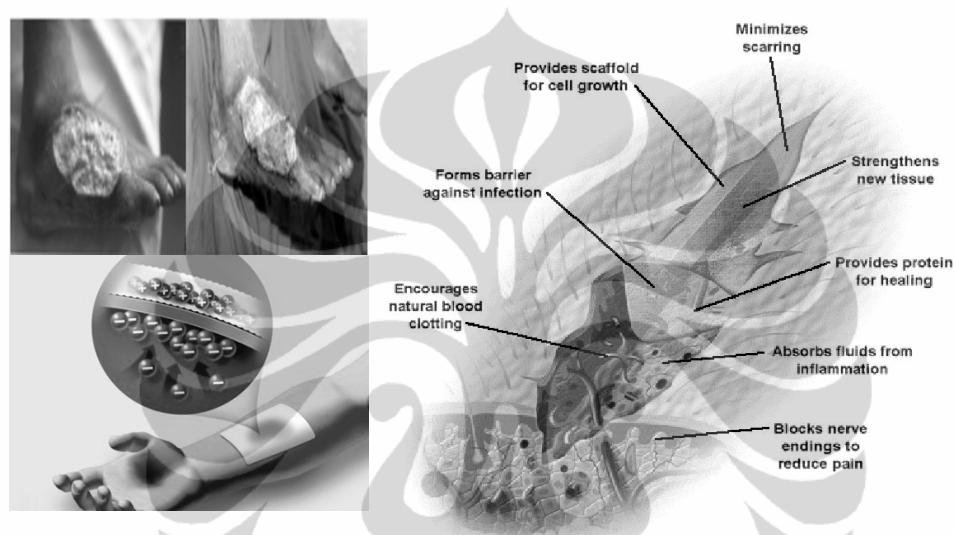 Minimizes
scarring
Provides scaffold
for cell growth
Strengthens
new tissue
Forms barrier
against infection
Provides protein
for healing
Encourages
natural blood
clotting
Absorbs fluids from
inflammation
Blocks nerve
endings to
reduce pain